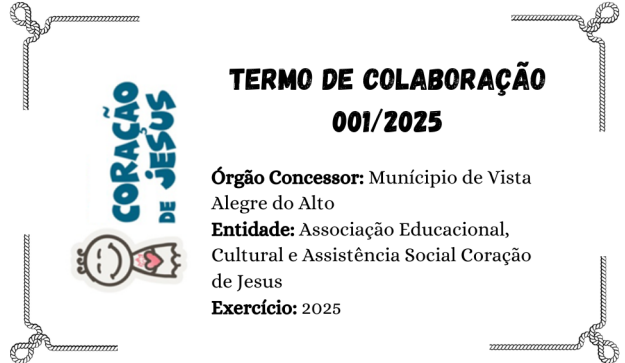 CORAÇÃO
DE JESUS
TERMO DE COLABORAÇÃO
001/2025
Órgão Concessor: Munícipio de Vista
Alegre do Alto
Entidade: Associação Educacional,
Cultural e Assistência Social Coração
de Jesus
Exercício: 2025